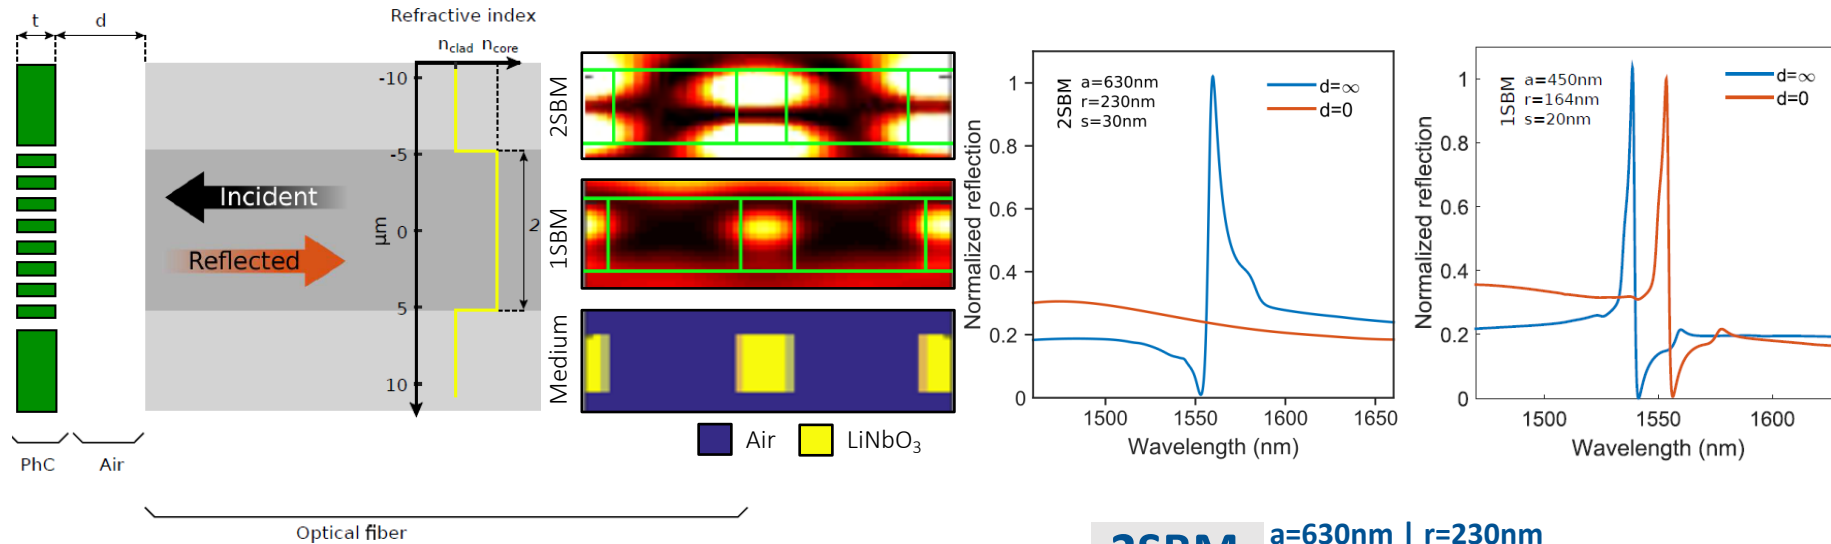 t
d
Refractive index
n_clad n_core
-10
-5
0
5
10
μm
2
Incident
Reflected
PhC
Air
Optical fiber
2SBM
1SBM
Medium
Air
LiNbO₃
Normalized reflection
1
0.8
0.6
0.4
0.2
0
2SBM
a=630nm
r=230nm
s=30nm
d=∞
d=0
1500
1550
1600
1650
Wavelength (nm)
Normalized reflection
1
0.8
0.6
0.4
0.2
0
1SBM
a=450nm
r=164nm
s=20nm
d=∞
d=0
1500
1550
1600
Wavelength (nm)
2SBM
a=630nm | r=230nm